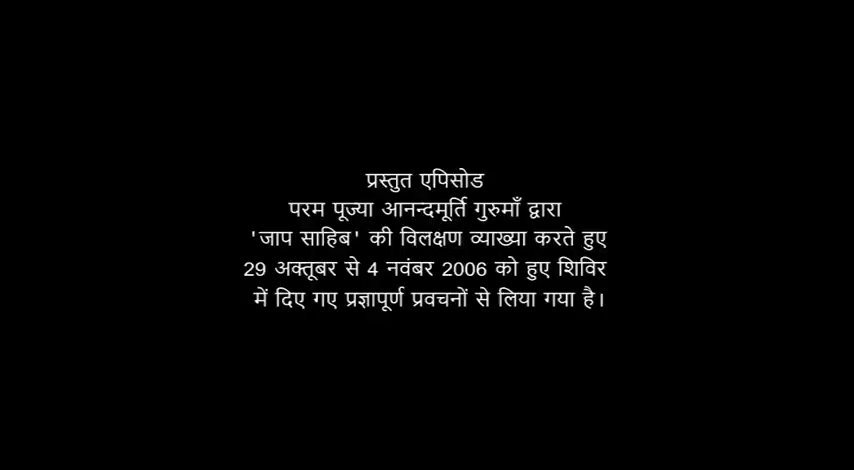 प्रस्तुत एपिसोड
परम पूज्या आनन्दमूर्ति गुरुमाँ द्वारा
'जाप साहिब' की विलक्षण व्याख्या करते हुए
29 अक्तूबर से 4 नवंबर 2006 को हुए शिविर
में दिए गए प्रज्ञापूर्ण प्रवचनों से लिया गया है।